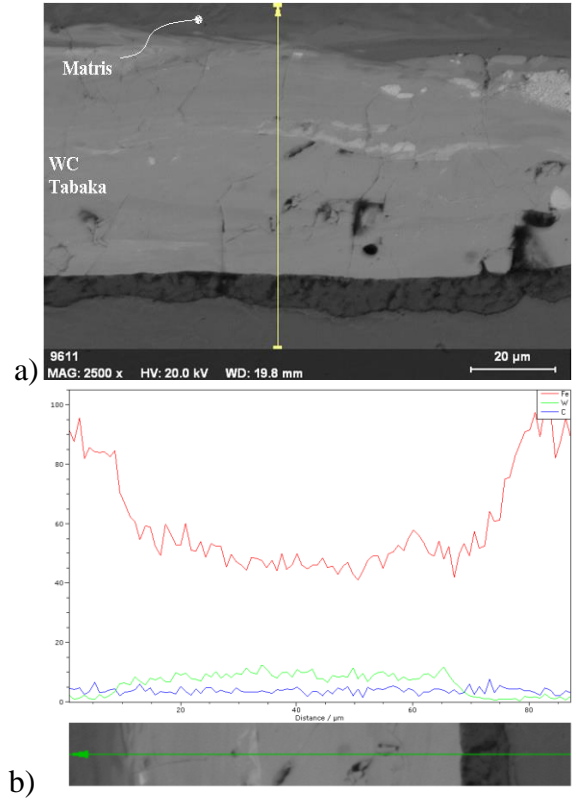 Matris
WC
Tabaka
9611
MAG: 2500 x HV: 20.0 kV WD: 19.8 mm
20 µm
a)
Fe
W
C
100
80
60
40
20
0
20
40
60
80
Distance / µm
b)